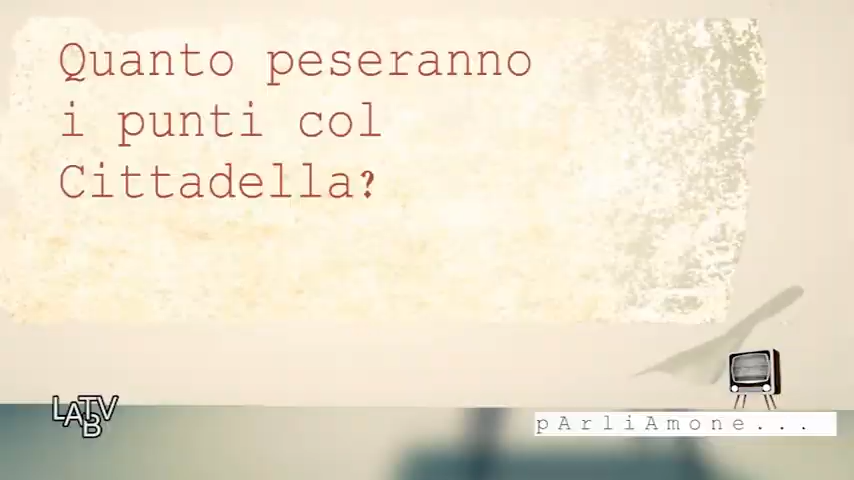 Quanto peseranno
i punti col
Cittadella?
LATV
B
pArliAmone...